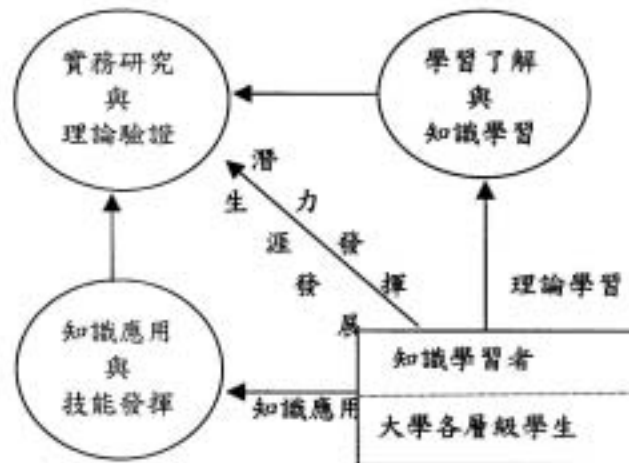 實務研究
與
理論驗證
學習了解
與
知識學習
潛力發揮
生涯發展
理論學習
知識應用
與
技能發揮
知識應用
知識學習者
大學各層級學生